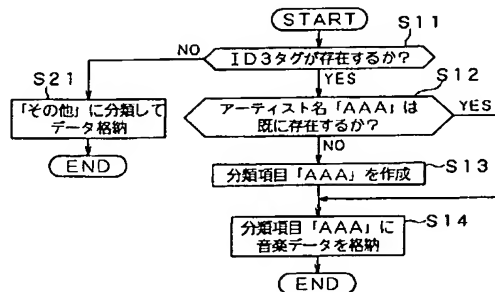 START
S11
ID3タグが存在するか?
NO
YES
S21
「その他」に分類して
データ格納
END
S12
アーティスト名「AAA」は
既に存在するか?
YES
NO
S13
分類項目「AAA」を作成
S14
分類項目「AAA」に
音楽データを格納
END